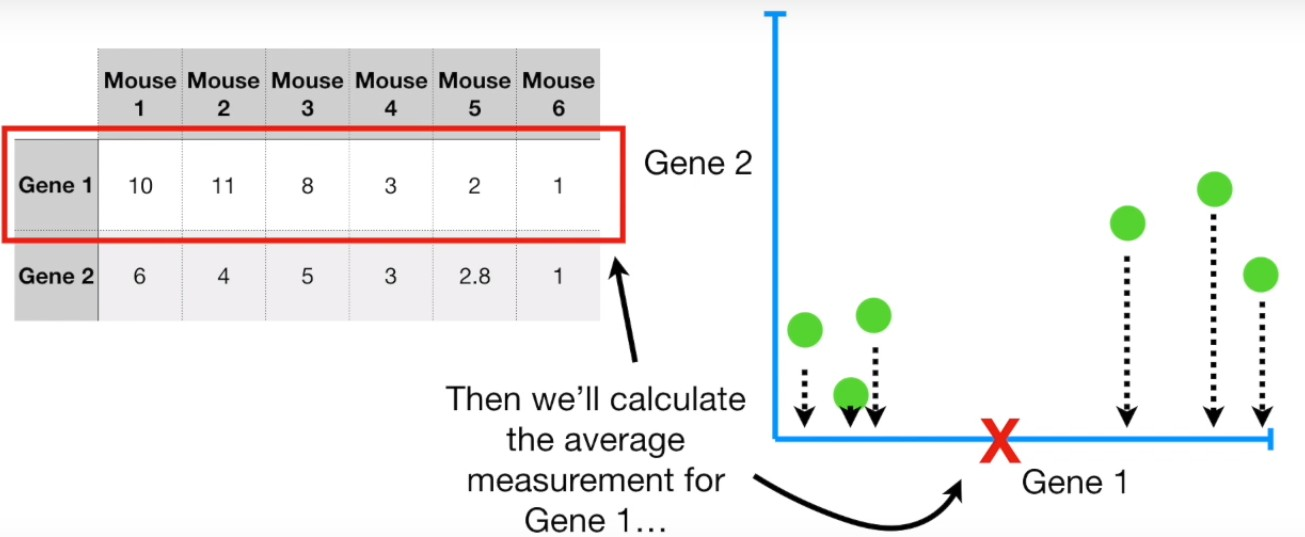 Mouse 1 Mouse 2 Mouse 3 Mouse 4 Mouse 5 Mouse 6
Gene 1 10 11 8 3 2 1
Gene 2 6 4 5 3 2.8 1
Then we’ll calculate
the average
measurement for
Gene 1…
Gene 2
X
Gene 1